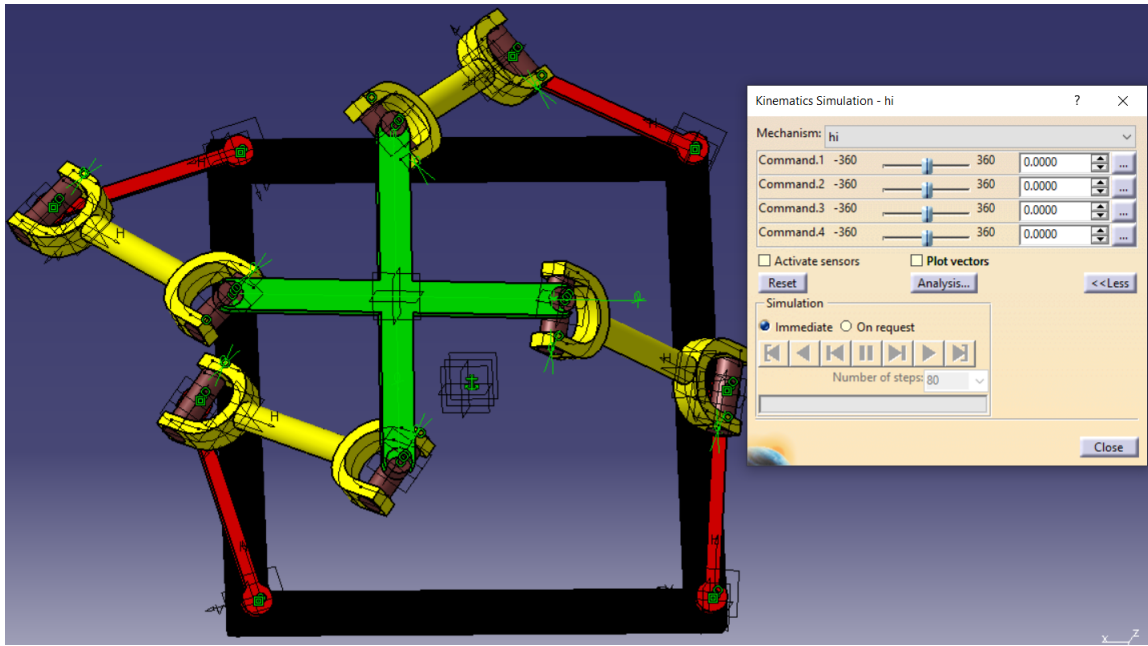 Kinematics Simulation - hi
?
Mechanism: hi
Command.1 -360 360 0.0000 ...
Command.2 -360 360 0.0000 ...
Command.3 -360 360 0.0000 ...
Command.4 -360 360 0.0000 ...
Activate sensors Plot vectors
Reset Analysis... <<Less
Simulation
Immediate On request
Number of steps: 80
Close
H
H
H
H
H
H
x z